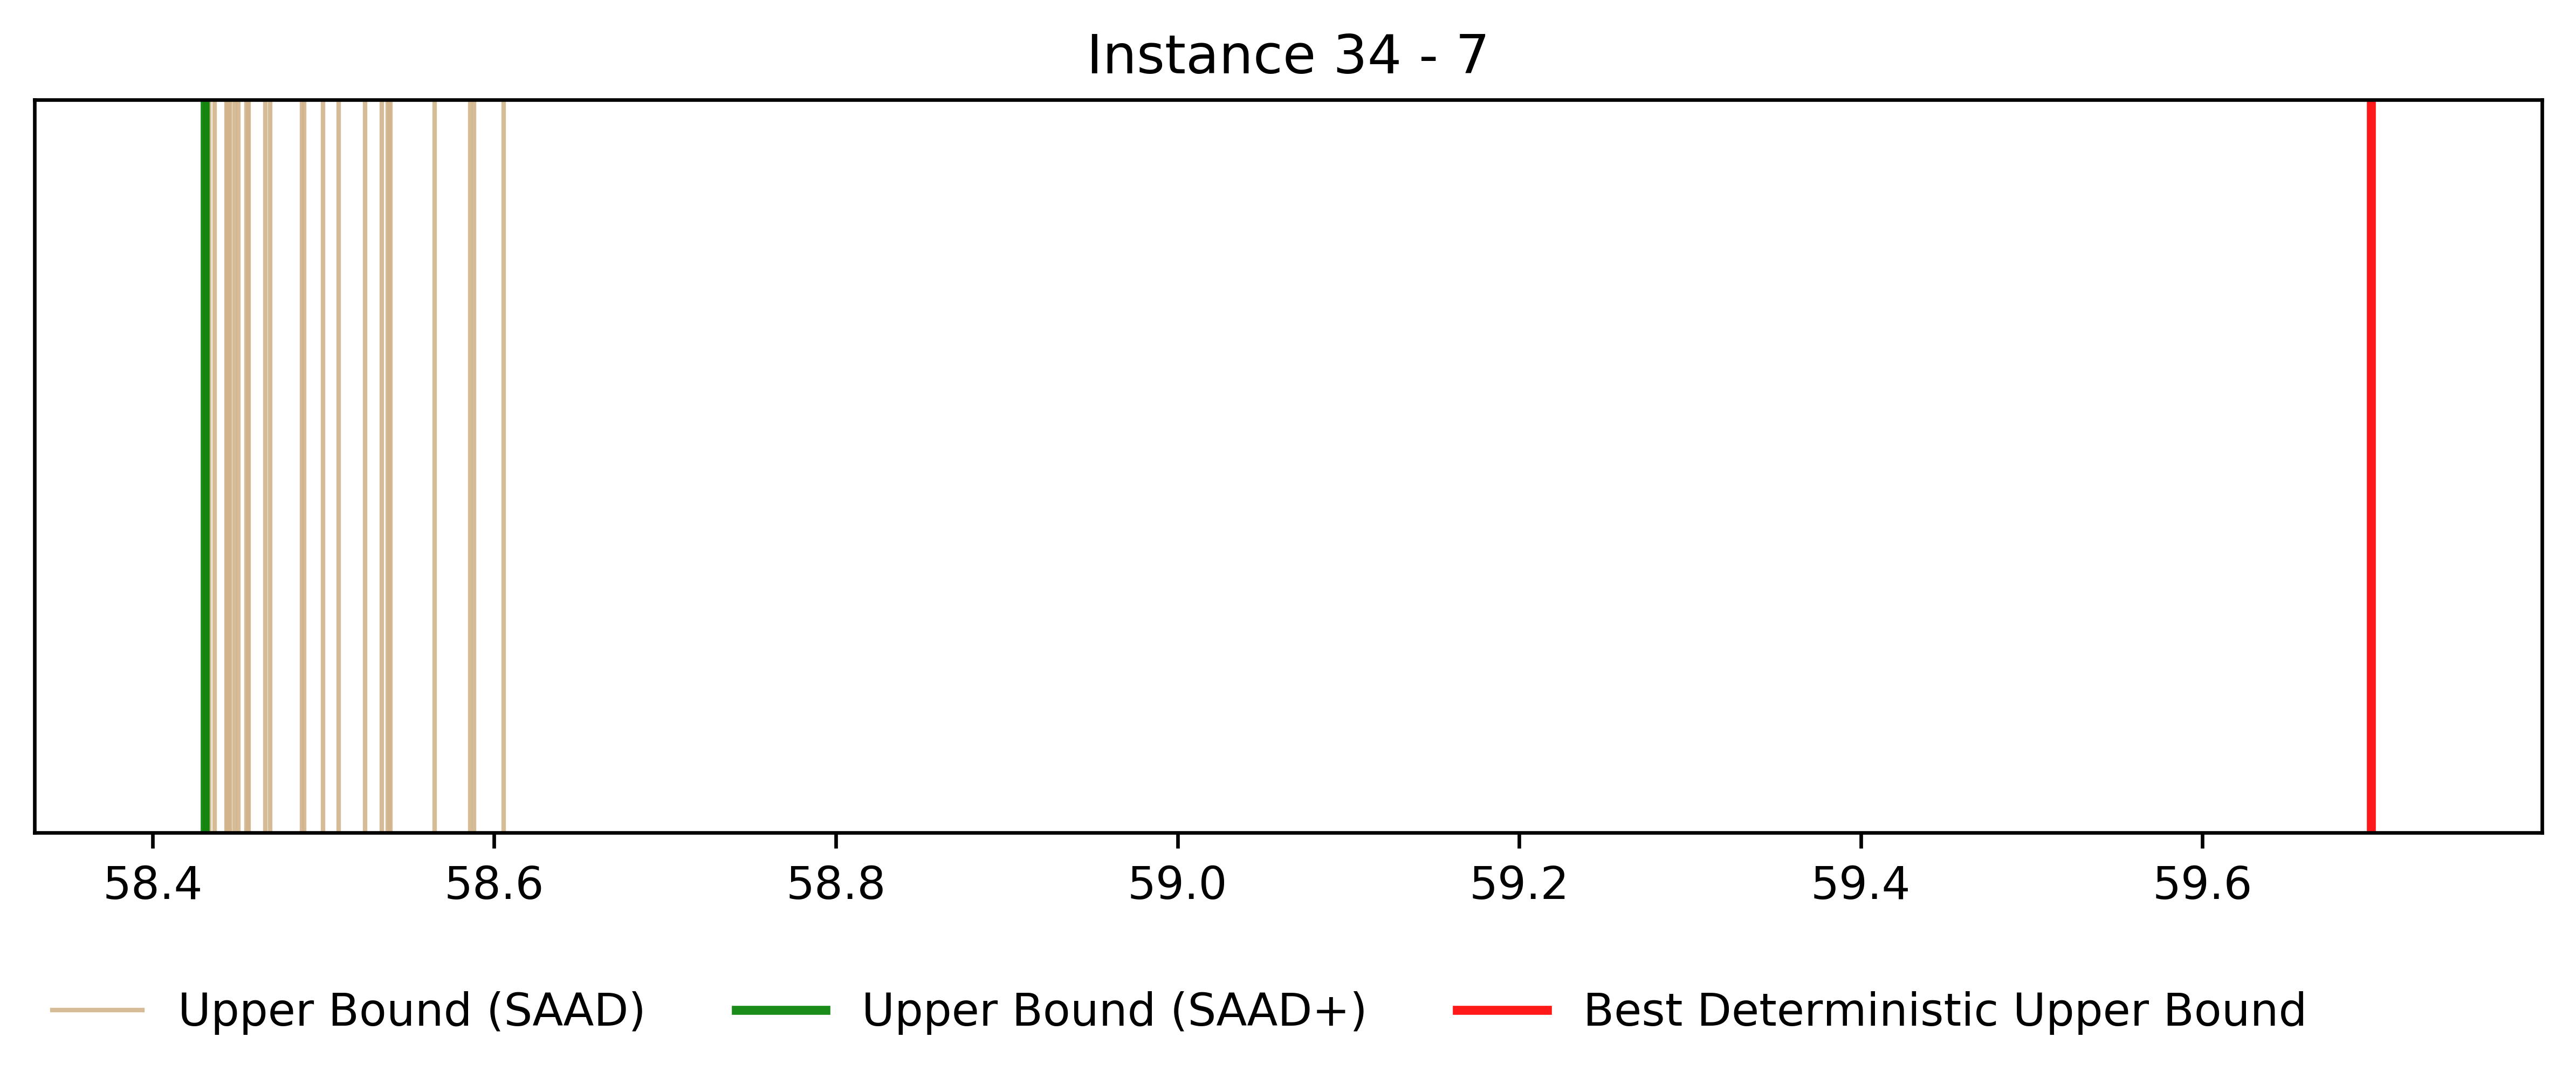 Instance 34 - 7
58.4 58.6 58.8 59.0 59.2 59.4 59.6
Upper Bound (SAAD) Upper Bound (SAAD+) Best Deterministic Upper Bound